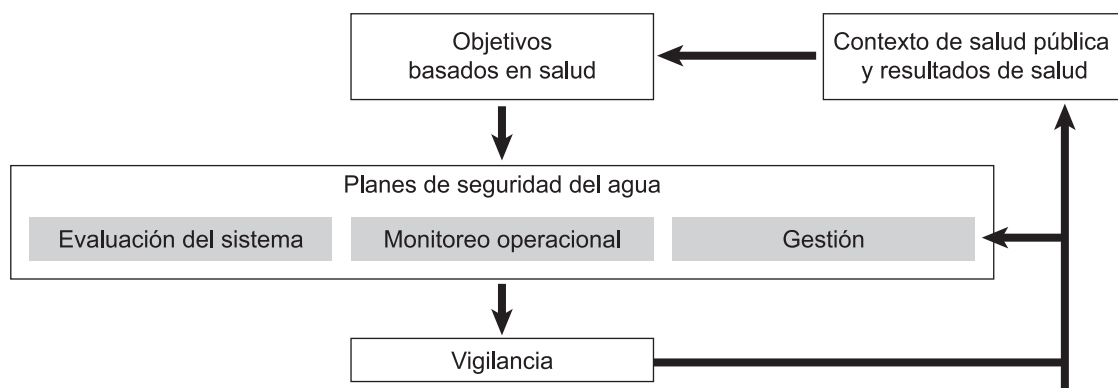 Objetivos
basados en salud
Contexto de salud pública
y resultados de salud
Planes de seguridad del agua
Evaluación del sistema
Monitoreo operacional
Gestión
Vigilancia